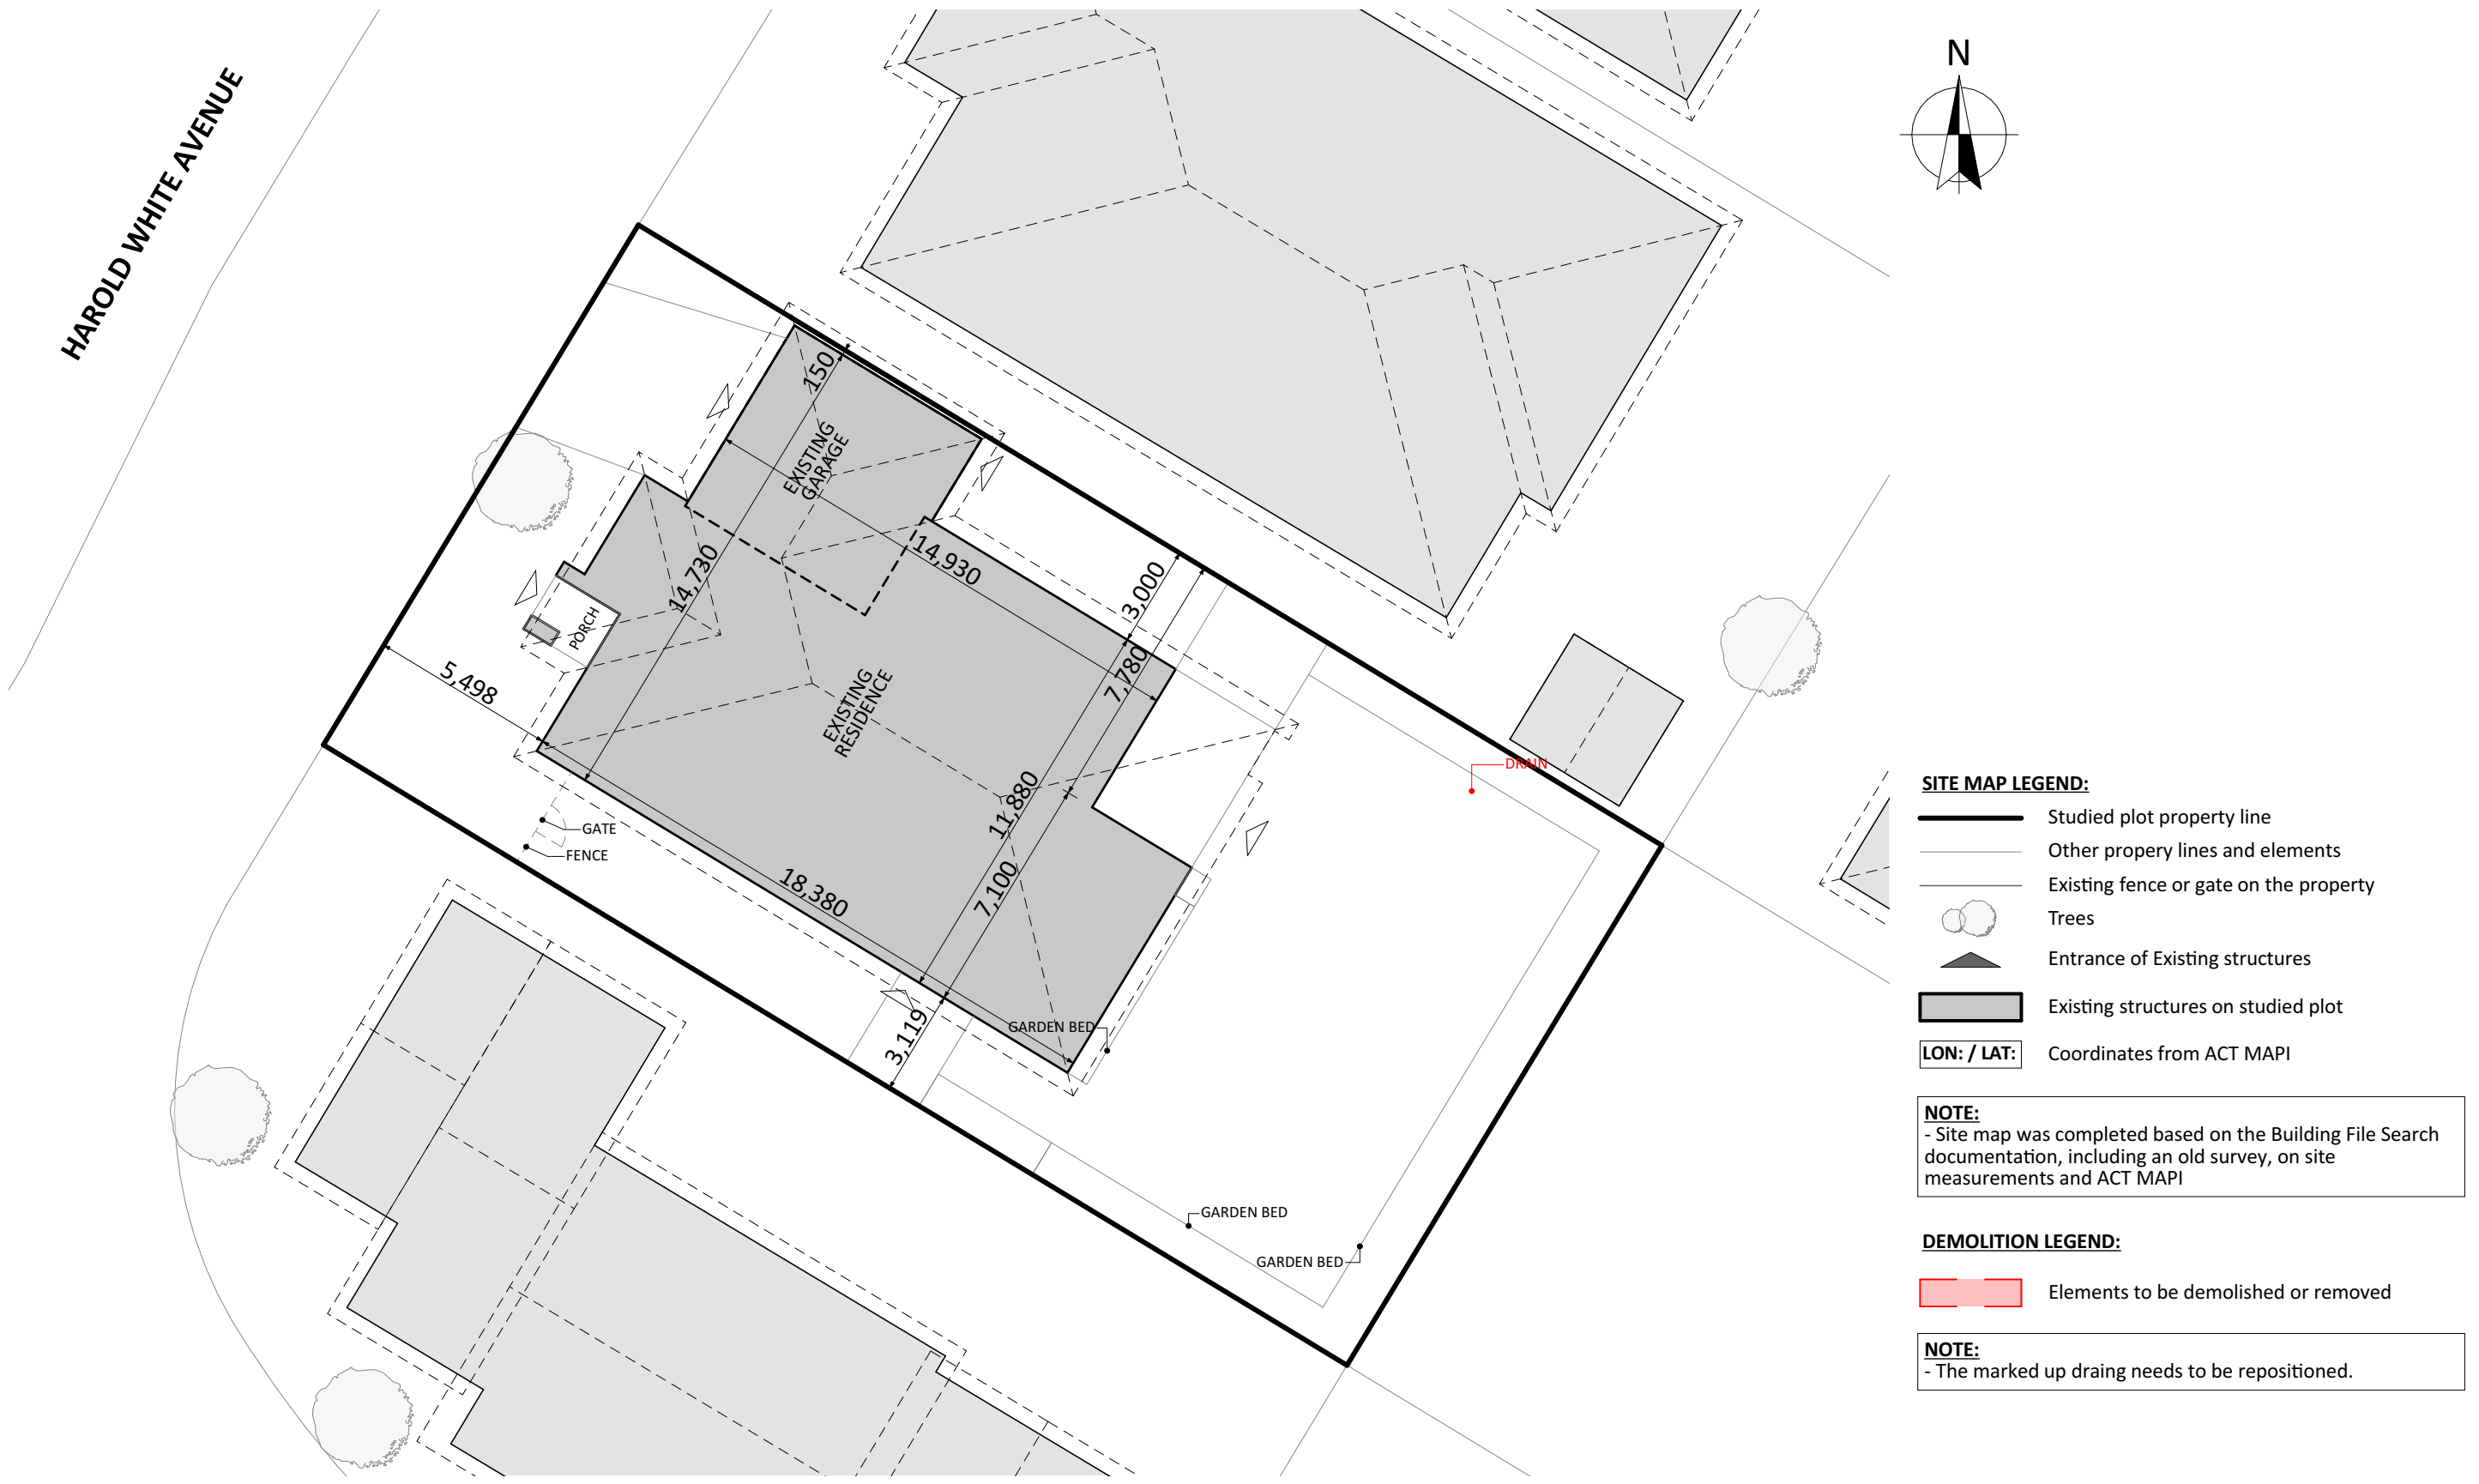 HAROLD WHITE AVENUE
N
150
EXISTING
GARAGE
14,930
14,730
3,000
7,780
PORCH
5,498
EXISTING
RESIDENCE
11,880
7,100
18,380
3,119
DRAIN
GATE
FENCE
GARDEN BED
GARDEN BED
GARDEN BED
SITE MAP LEGEND:
Studied plot property line
Other propery lines and elements
Existing fence or gate on the property
Trees
Entrance of Existing structures
Existing structures on studied plot
LON: / LAT:
Coordinates from ACT MAPI
NOTE:
- Site map was completed based on the Building File Search
documentation, including an old survey, on site
measurements and ACT MAPI
DEMOLITION LEGEND:
Elements to be demolished or removed
NOTE:
- The marked up draing needs to be repositioned.